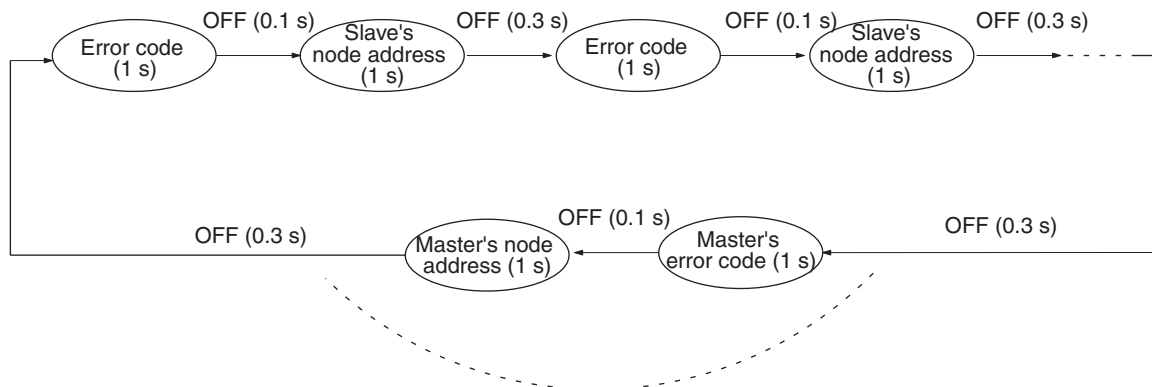 OFF (0.1 s)
OFF (0.3 s)
OFF (0.1 s)
OFF (0.3 s)
Error code
(1 s)
Slave's
node address
(1 s)
Error code
(1 s)
Slave's
node address
(1 s)
OFF (0.3 s)
OFF (0.1 s)
OFF (0.3 s)
Master's node
address (1 s)
Master's
error code (1 s)